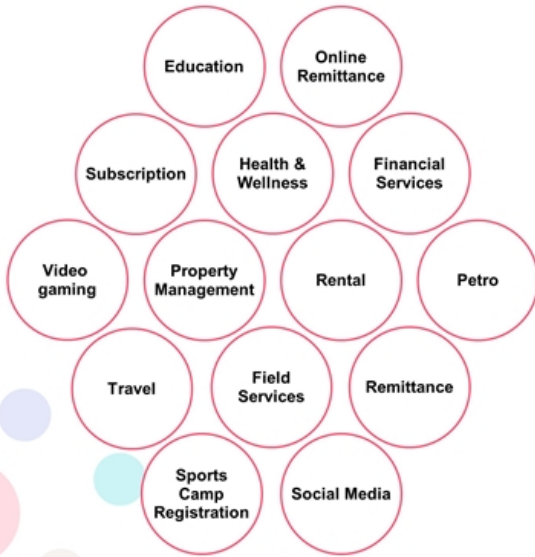 Education
Online
Remittance
Subscription
Health &
Wellness
Financial
Services
Video
gaming
Property
Management
Rental
Petro
Travel
Field
Services
Remittance
Sports
Camp
Registration
Social Media